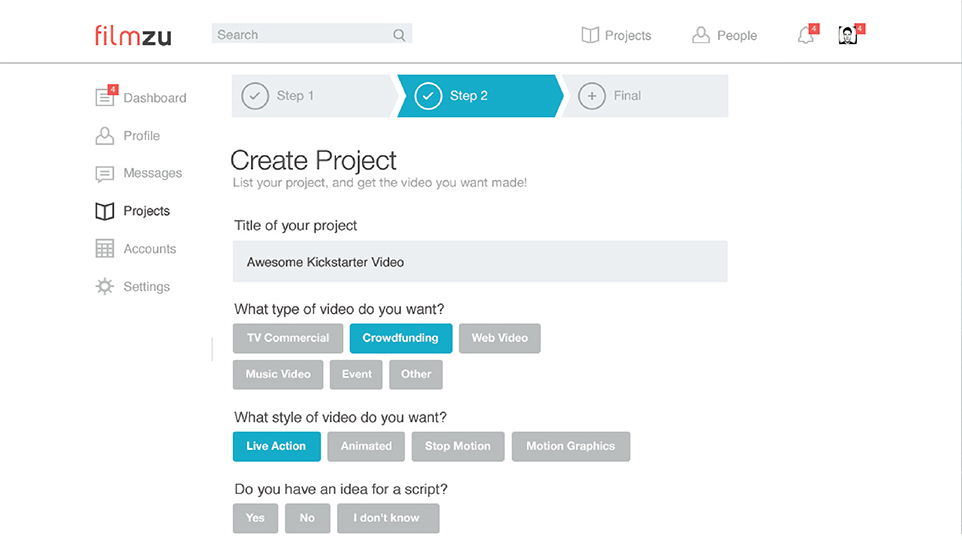 filmzu
Search
Projects
People
4
4
4
Dashboard
Profile
Messages
Projects
Accounts
Settings
Step 1
Step 2
Final
Create Project
List your project, and get the video you want made!
Title of your project
Awesome Kickstarter Video
What type of video do you want?
TV Commercial Crowdfunding Web Video
Music Video Event Other
What style of video do you want?
Live Action Animated Stop Motion Motion Graphics
Do you have an idea for a script?
Yes No I don't know